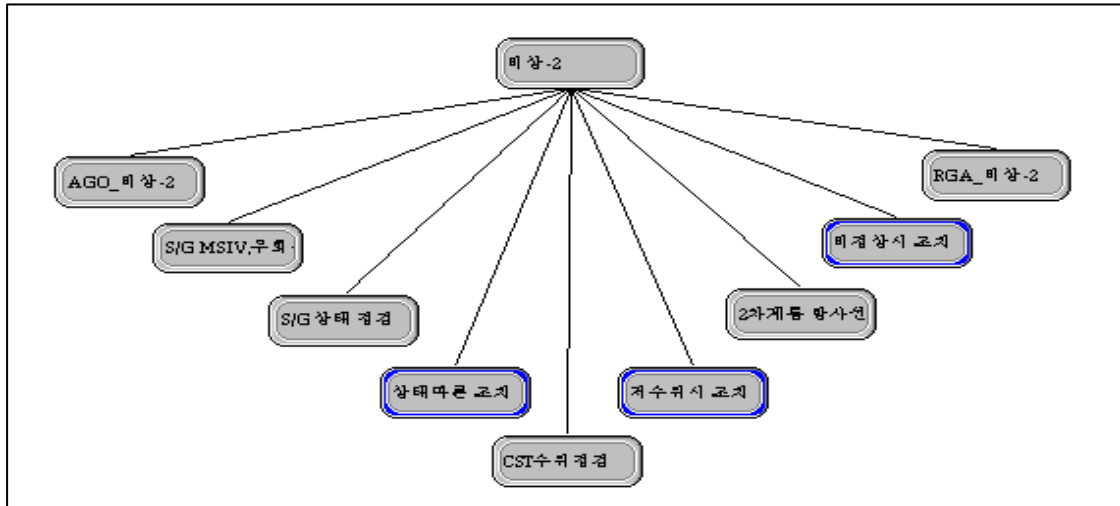 비상-2
AGO_비상-2
RGA_비상-2
S/G MSIV,우회
비정상시 조치
S/G 상태 점검
2차계통 방사선
상태따른 조치
저수위시 조치
CST수위점검